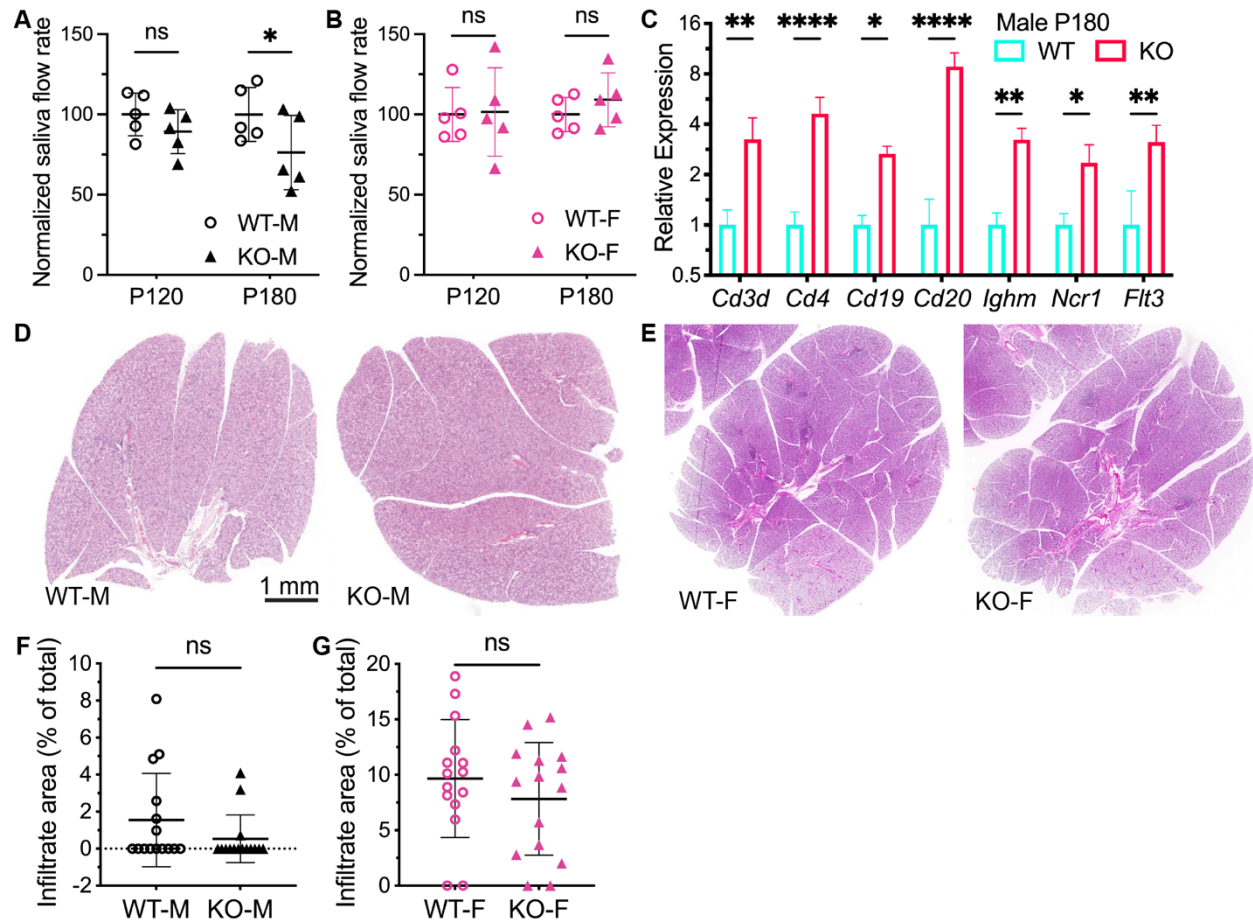 A
Normalized saliva flow rate
150
100
50
0
ns
*
WT-M
KO-M
P120
P180
B
Normalized saliva flow rate
150
100
50
0
ns
ns
WT-F
KO-F
P120
P180
C
Relative Expression
16
8
4
2
1
0.5
** **** * **** ** * **
Male P180
WT KO
Cd3d Cd4 Cd19 Cd20 Ighm Ncr1 Flt3
D
WT-M
1 mm
KO-M
E
WT-F
KO-F
F
Infiltrate area (% of total)
10
8
6
4
2
0
-2
ns
WT-M KO-M
G
Infiltrate area (% of total)
20
15
10
5
0
ns
WT-F KO-F